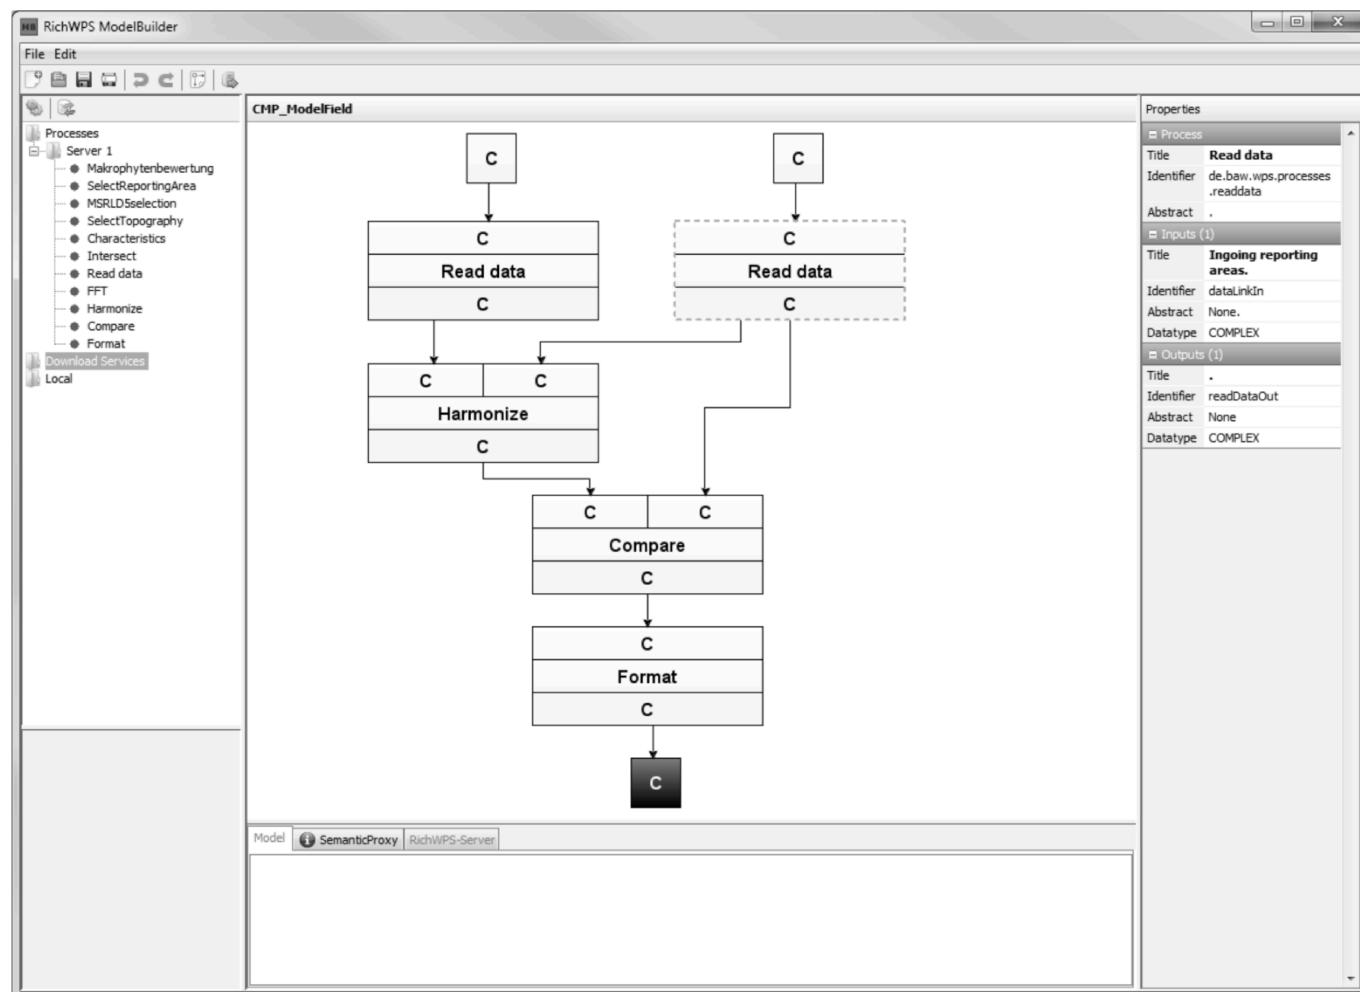 RichWPS ModelBuilder
File Edit
Processes
Server 1
Makrophytenbewertung
SelectReportingArea
MSRLD5selection
SelectTopography
Characteristics
Intersect
Read data
FFT
Harmonize
Compare
Format
Download Services
Local
CMP_ModelField
C C
C C
Read data Read data
C C
C C
Harmonize
C
C C
Compare
C
C
Format
C
C
Model SemanticProxy RichWPS-Server
Properties
Process
Title Read data
Identifier de.baw.wps.processes
.readdata
Abstract .
Inputs (1)
Title Ingoing reporting
areas.
Identifier dataLinkIn
Abstract None.
Datatype COMPLEX
Outputs (1)
Title .
Identifier readDataOut
Abstract None
Datatype COMPLEX